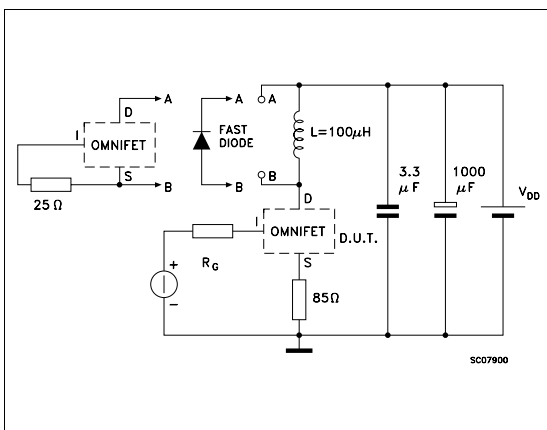 A
D
I
OMNIFET
S
B
25 Ω
A
FAST
DIODE
B
A
L=100μH
B
D
I
OMNIFET
D.U.T.
S
RG
+
−
85Ω
3.3
μF
1000
μF
VDD
SC07900